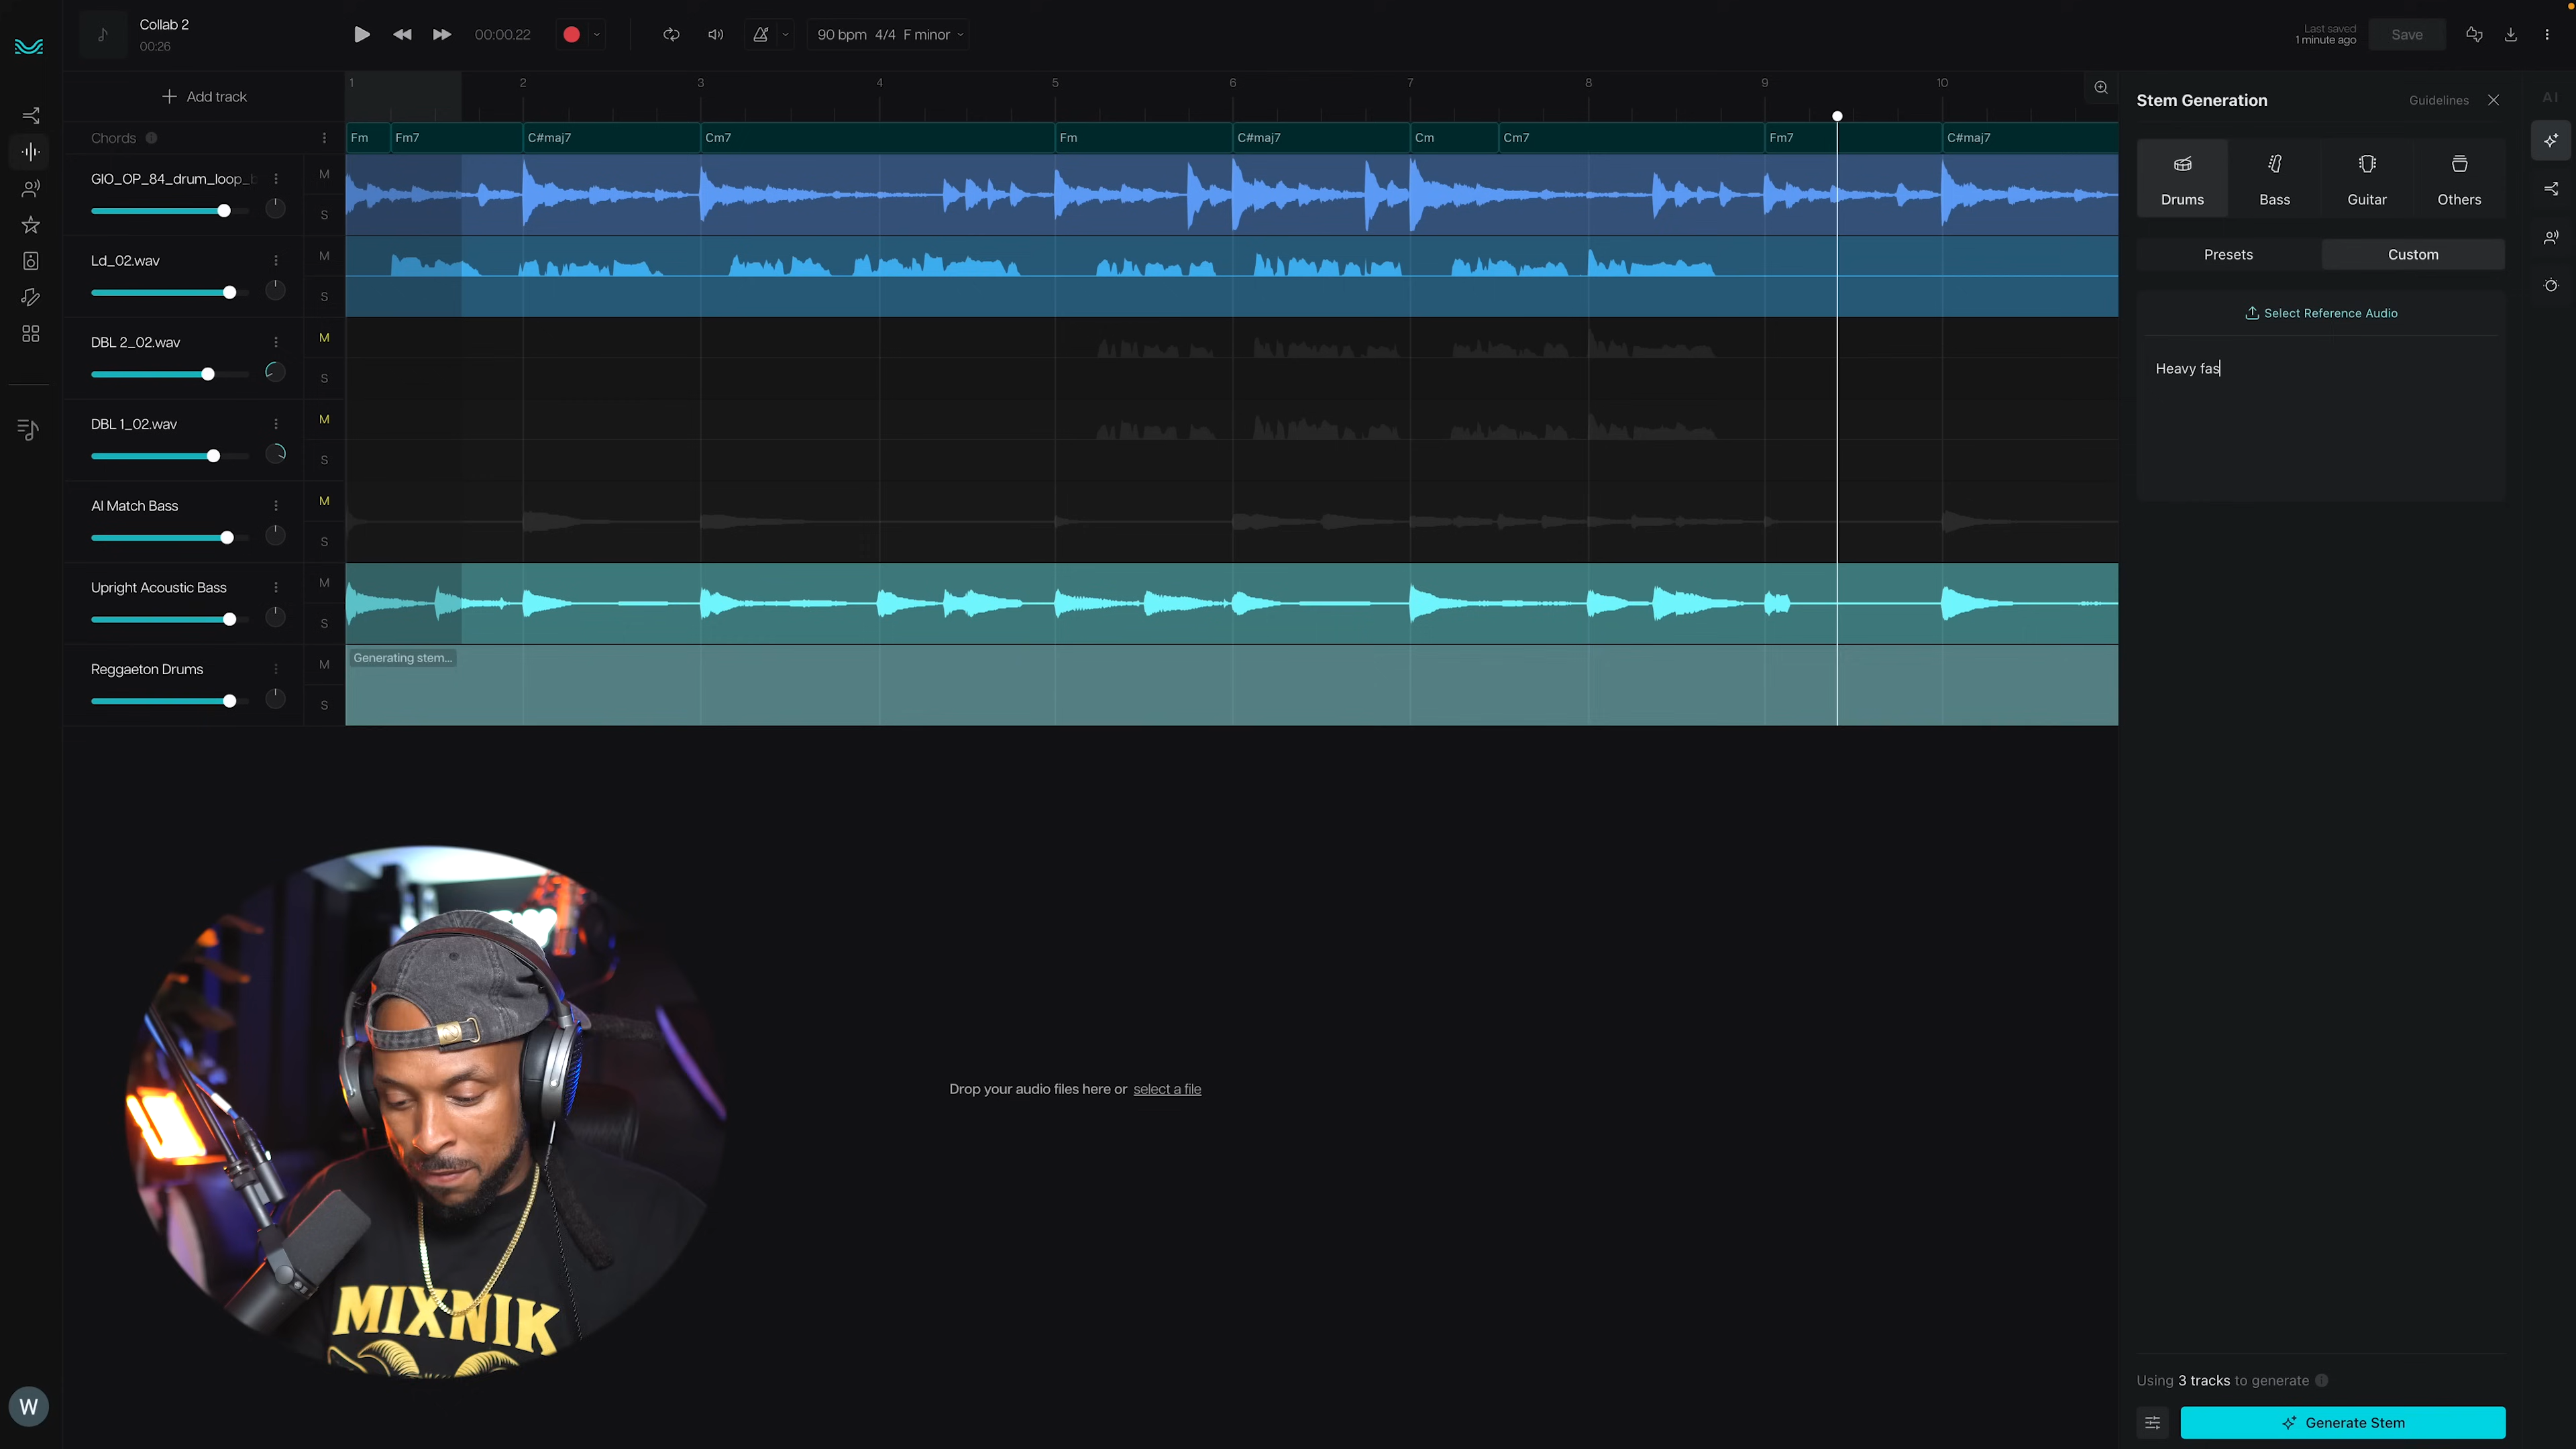 Collab 2
00:26
00:00.22
90 bpm 4/4 F minor
Last saved
1 minute ago
Save
Add track
1 2 3 4 5 6 7 8 9 10
Chords
Fm Fm7 C#maj7 Cm7 Fm C#maj7 Cm Cm7 Fm7 C#maj7
GIO_OP_84_drum_loop_
M
S
Ld_02.wav
M
S
DBL 2_02.wav
M
S
DBL 1_02.wav
M
S
AI Match Bass
M
S
Upright Acoustic Bass
M
S
Reggaeton Drums
M
S
Generating stem...
Drop your audio files here or select a file
MIXNIK
W
Stem Generation
Guidelines
AI
Drums Bass Guitar Others
Presets Custom
Select Reference Audio
Heavy fas
Using 3 tracks to generate
Generate Stem